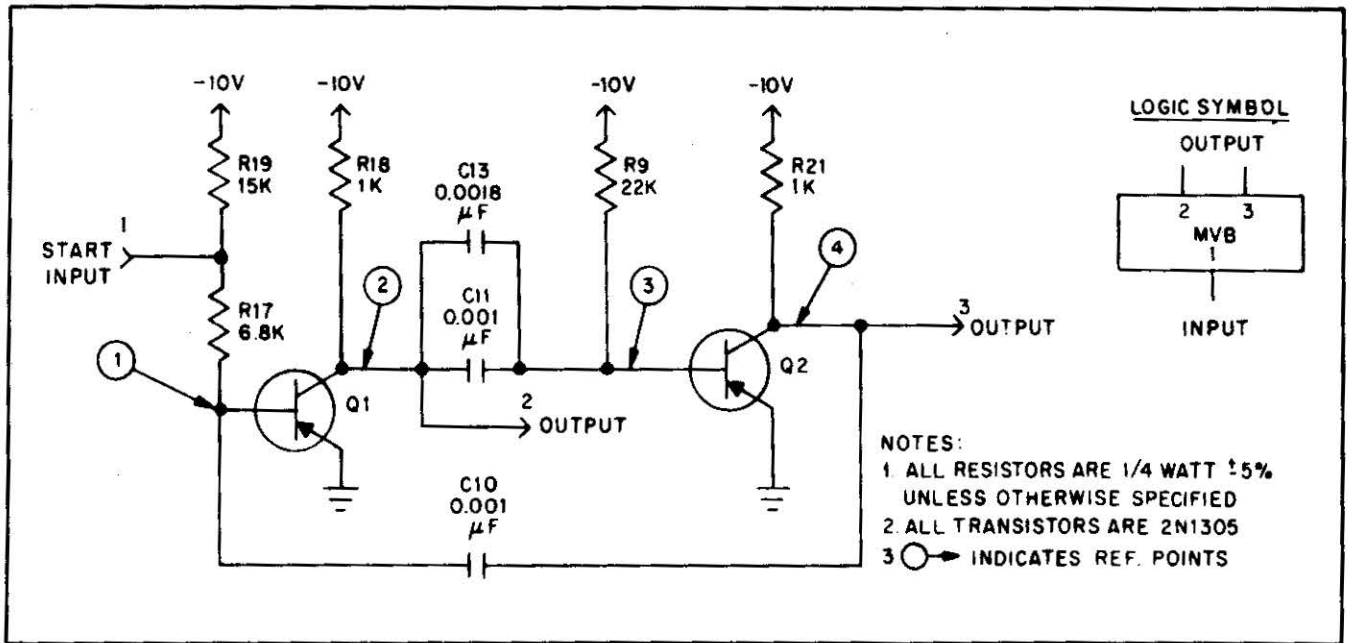 -10V
-10V
-10V
-10V
LOGIC SYMBOL
OUTPUT
R19
15K
R18
1K
C13
0.0018
μF
R9
22K
R21
1K
2
3
MVB
1
INPUT
1
START
INPUT
2
C11
0.001
μF
3
4
R17
6.8K
3
OUTPUT
1
Q1
2
OUTPUT
Q2
C10
0.001
μF
NOTES:
1. ALL RESISTORS ARE 1/4 WATT ±5%
UNLESS OTHERWISE SPECIFIED
2. ALL TRANSISTORS ARE 2N1305
3 ○→ INDICATES REF. POINTS